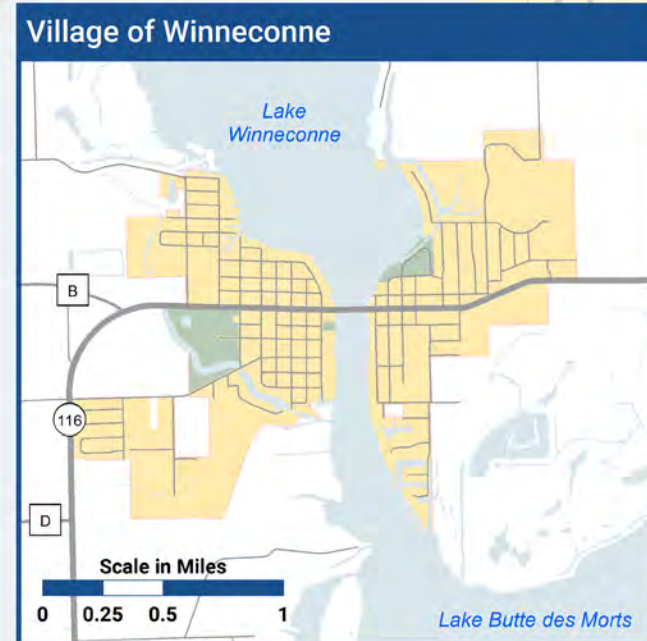 Village of Winneconne
Lake
Winneconne
B
116
D
Scale in Miles
0 0.25 0.5 1
Lake Butte des Morts